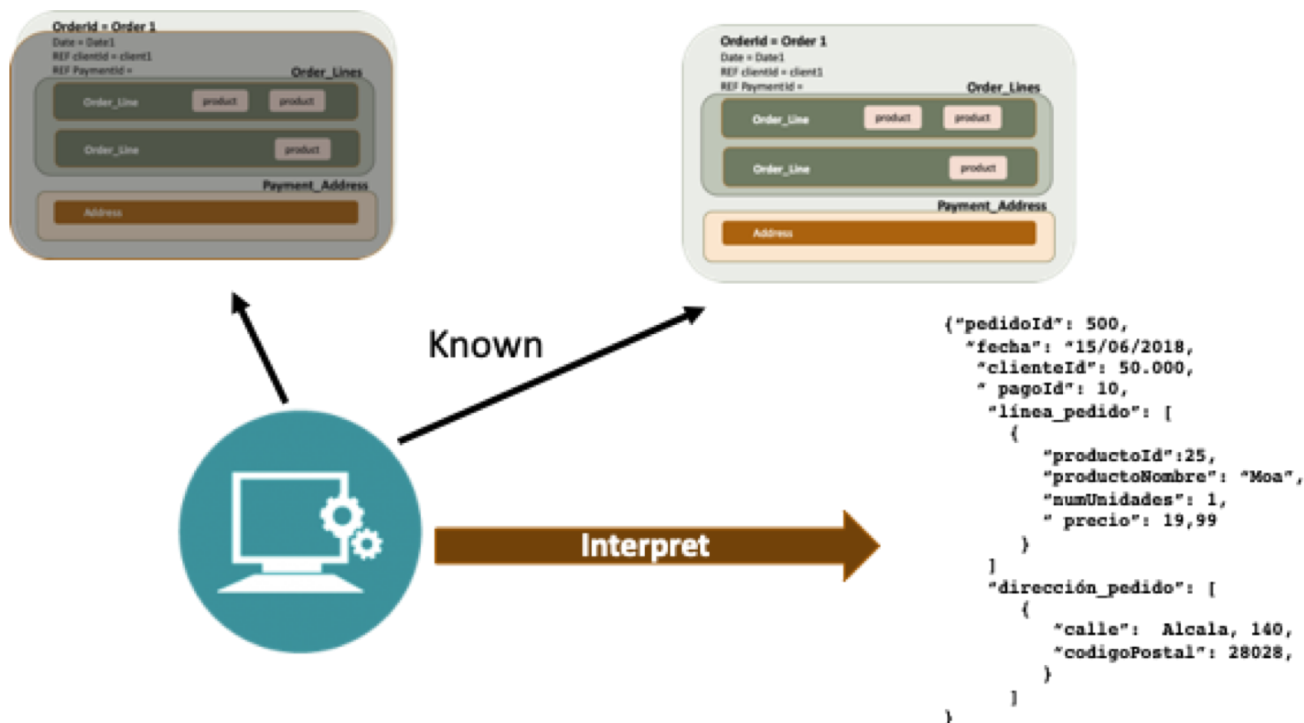 OrderId = Order 1
Date = Date1
REF clientId = client1
REF PaymentId =
Order_Lines
Order_Line product product
Order_Line product
Payment_Address
Address
OrderId = Order 1
Date = Date1
REF clientId = client1
REF PaymentId =
Order_Lines
Order_Line product product
Order_Line product
Payment_Address
Address
Known
Interpret
{"pedidoId": 500,
"fecha": "15/06/2018,
"clienteId": 50.000,
" pagoId": 10,
"línea_pedido": [
{
"productoId":25,
"productoNombre": "Moa",
"numUnidades": 1,
" precio": 19,99
}
]
"dirección_pedido": [
{
"calle": Alcala, 140,
"codigoPostal": 28028,
}
]
}